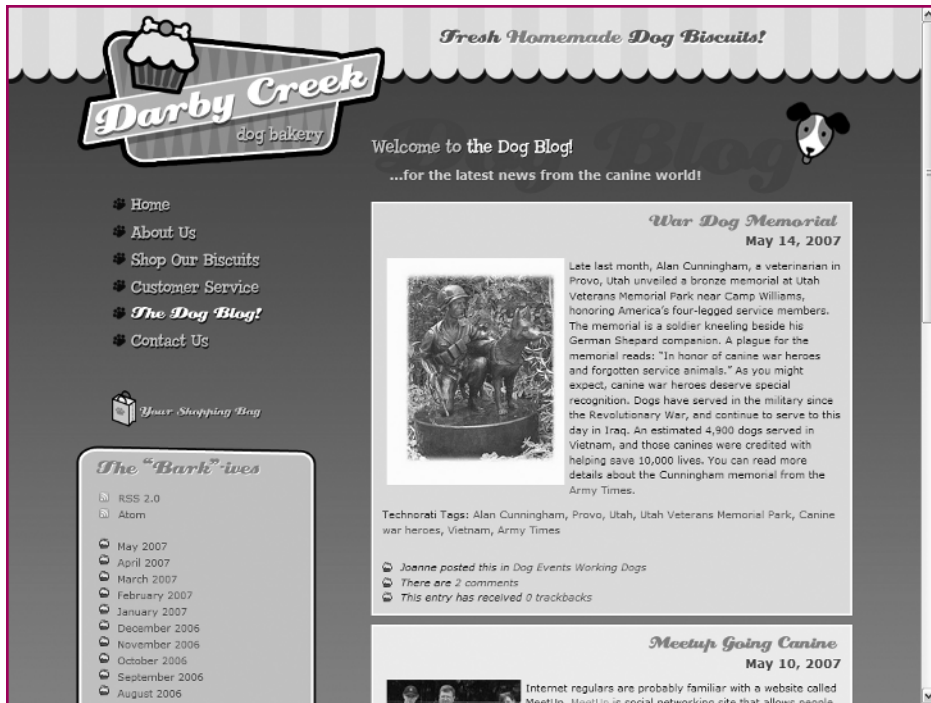 Fresh Homemade Dog Biscuits!
Darby Creek
dog bakery
Dog Blog
Welcome to the Dog Blog!
...for the latest news from the canine world!
Home
About Us
Shop Our Biscuits
Customer Service
The Dog Blog!
Contact Us
Your Shopping Bag
The "Bark"-ives
RSS 2.0
Atom
May 2007
April 2007
March 2007
February 2007
January 2007
December 2006
November 2006
October 2006
September 2006
August 2006
War Dog Memorial
May 14, 2007
Late last month, Alan Cunningham, a veterinarian in
Provo, Utah unveiled a bronze memorial at Utah
Veterans Memorial Park near Camp Williams,
honoring America's four-legged service members.
The memorial is a soldier kneeling beside his
German Shepard companion. A plague for the
memorial reads: "In honor of canine war heroes
and forgotten service animals." As you might
expect, canine war heroes deserve special
recognition. Dogs have served in the military since
the Revolutionary War, and continue to serve to this
day in Iraq. An estimated 4,900 dogs served in
Vietnam, and those canines were credited with
helping save 10,000 lives. You can read more
details about the Cunningham memorial from the
Army Times.
Technorati Tags: Alan Cunningham, Provo, Utah, Utah Veterans Memorial Park, Canine
war heroes, Vietnam, Army Times
Joanne posted this in Dog Events Working Dogs
There are 2 comments
This entry has received 0 trackbacks
Meetup Going Canine
May 10, 2007
Internet regulars are probably familiar with a website called
MeetUp. MeetUp is social networking site that allows people